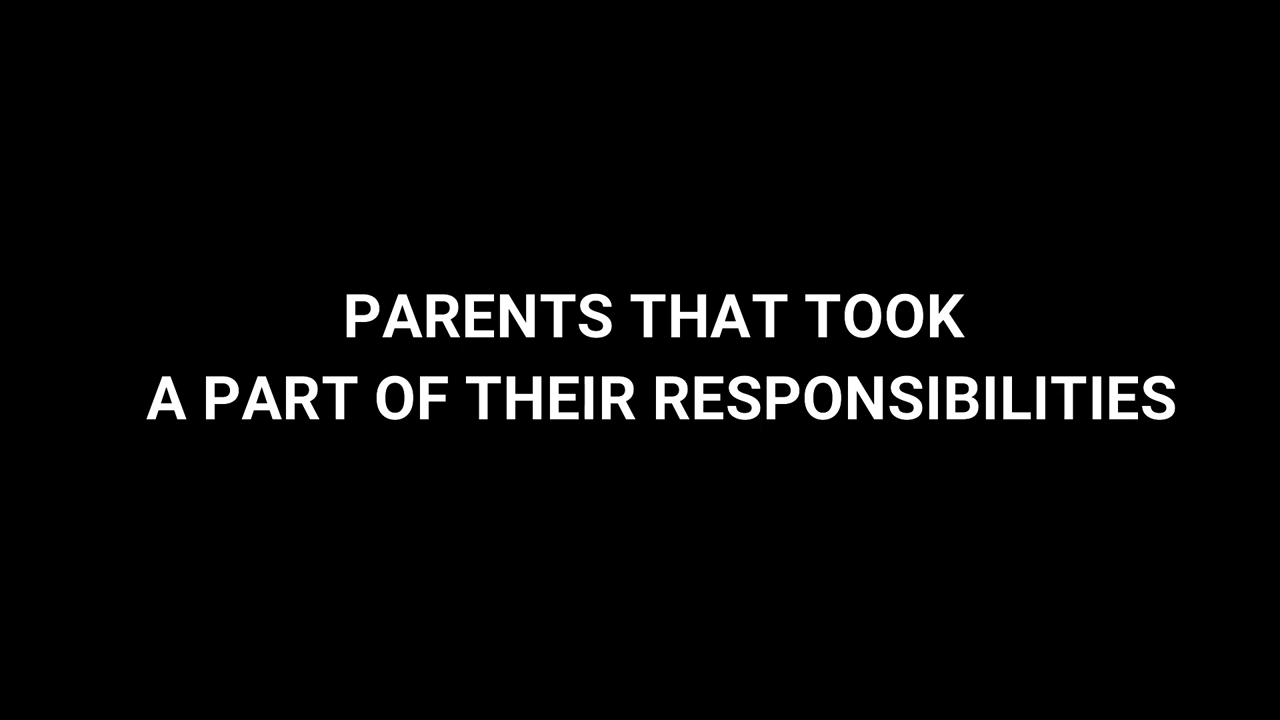 PARENTS THAT TOOK
A PART OF THEIR RESPONSIBILITIES